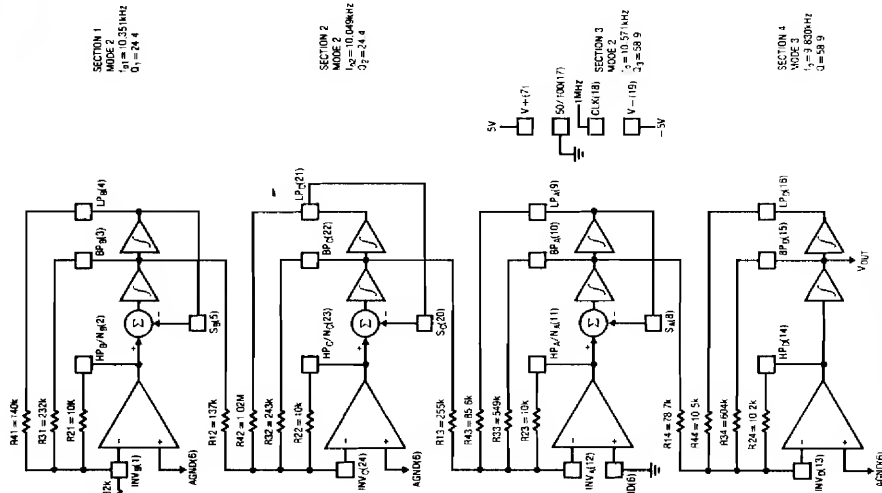 SECTION 1
MODE 2
f01 = 10.351kHz
Q1 = 24.4
R41 = 140k
R31 = 232k
R21 = 10K
LPB(4)
BPB(3)
HPB/NB(2)
SB(5)
INVB(1)
AGND(6)
12k
Σ
SECTION 2
MODE 2
f02 = 10.049kHz
Q2 = 24.4
R12 = 137k
R42 = 1.02M
R32 = 243k
R22 = 10k
LPC(21)
BPC(22)
HPC/NC(23)
SC(20)
INVC(24)
AGND(6)
Σ
SECTION 3
MODE 2
= 10.571kHz
Q3 = 58.9
5V
V+(7)
50/100(17)
1MHz
CLK(18)
V−(19)
−5V
R13 = 255k
R43 = 85.6k
R33 = 549k
R23 = 10k
LPA(9)
BPA(10)
HPA/NA(11)
SA(8)
INVA(12)
ND(6)
Σ
SECTION 4
MODE 3
= 9.830kHz
Q = 58.9
R14 = 78.7k
R44 = 10.5k
R34 = 604k
R24 = 10.2k
LPD(16)
BPD(15)
HPD(14)
VOUT
INVD(13)
AGND(6)